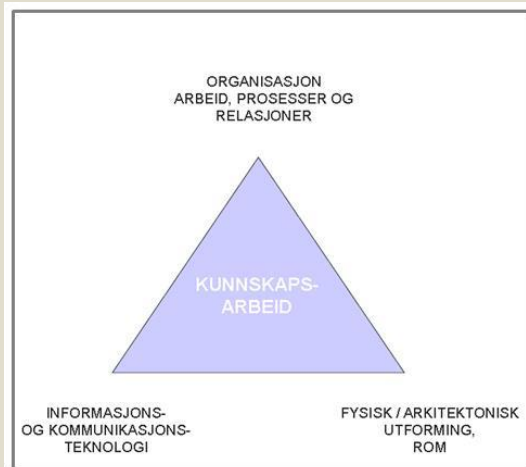 ORGANISASJON
ARBEID, PROSESSER OG
RELASJONER
KUNNSKAPS-
ARBEID
INFORMASJONS-
OG KOMMUNIKASJONS-
TEKNOLOGI
FYSISK / ARKITEKTONISK
UTFORMING,
ROM